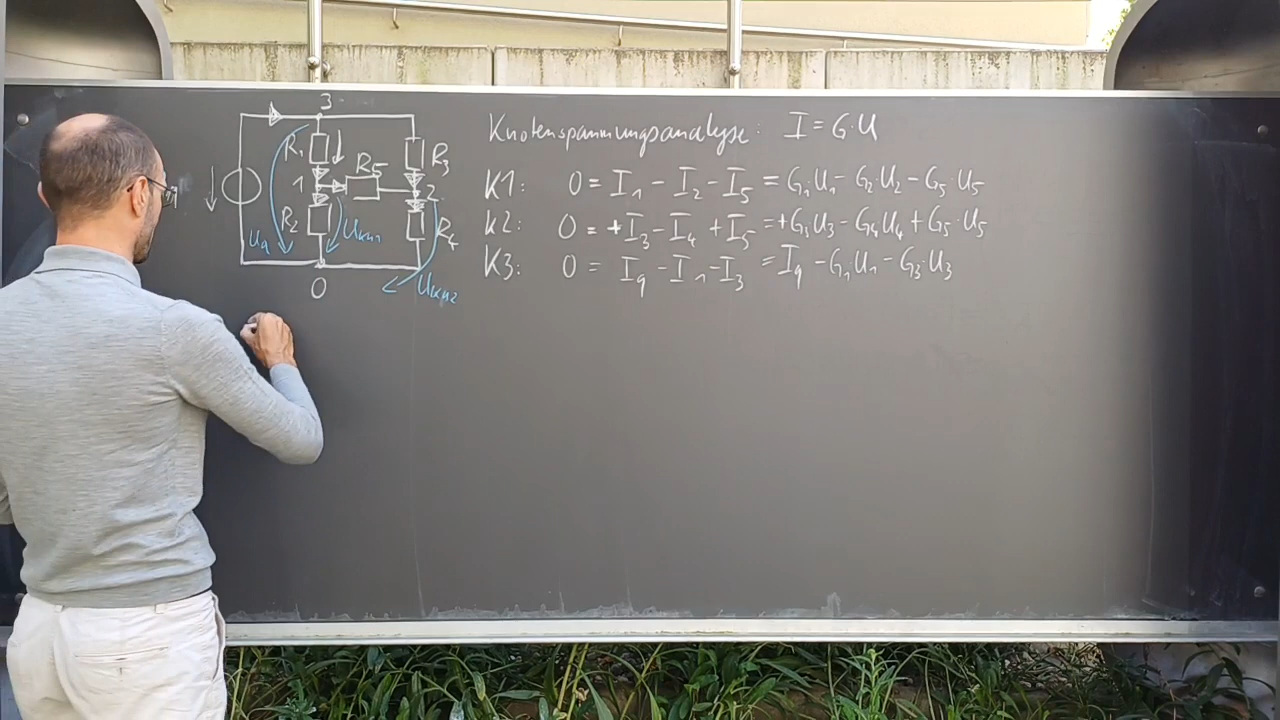 3
R₁ R₅ R₃
1 2
R₂ R₄
Uq Ukn1
Ukn2
0
Knotenspannungsanalyse: I = G·U
K1: 0 = I₁ - I₂ - I₅ = G₁U₁ - G₂U₂ - G₅·U₅
K2: 0 = +I₃ - I₄ + I₅ = +G₃U₃ - G₄U₄ + G₅·U₅
K3: 0 = Iq - I₁ - I₃ = Iq - G₁U₁ - G₃·U₃